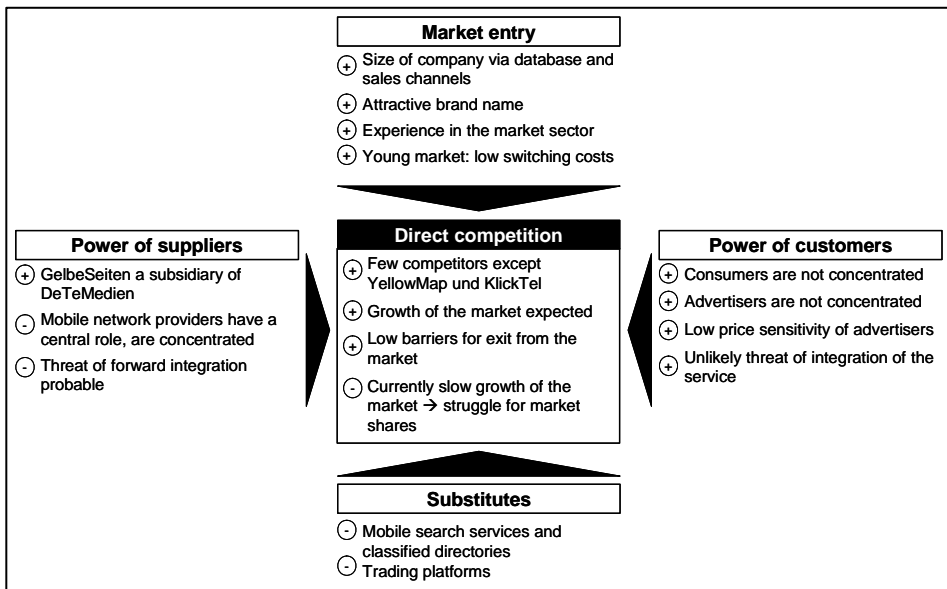 Market entry
+ Size of company via database and
sales channels
+ Attractive brand name
+ Experience in the market sector
+ Young market: low switching costs
Power of suppliers
+ GelbeSeiten a subsidiary of
DeTeMedien
- Mobile network providers have a
central role, are concentrated
- Threat of forward integration
probable
Direct competition
+ Few competitors except
YellowMap und KlickTel
+ Growth of the market expected
+ Low barriers for exit from the
market
- Currently slow growth of the
market → struggle for market
shares
Power of customers
+ Consumers are not concentrated
+ Advertisers are not concentrated
+ Low price sensitivity of advertisers
+ Unlikely threat of integration of the
service
Substitutes
- Mobile search services and
classified directories
- Trading platforms